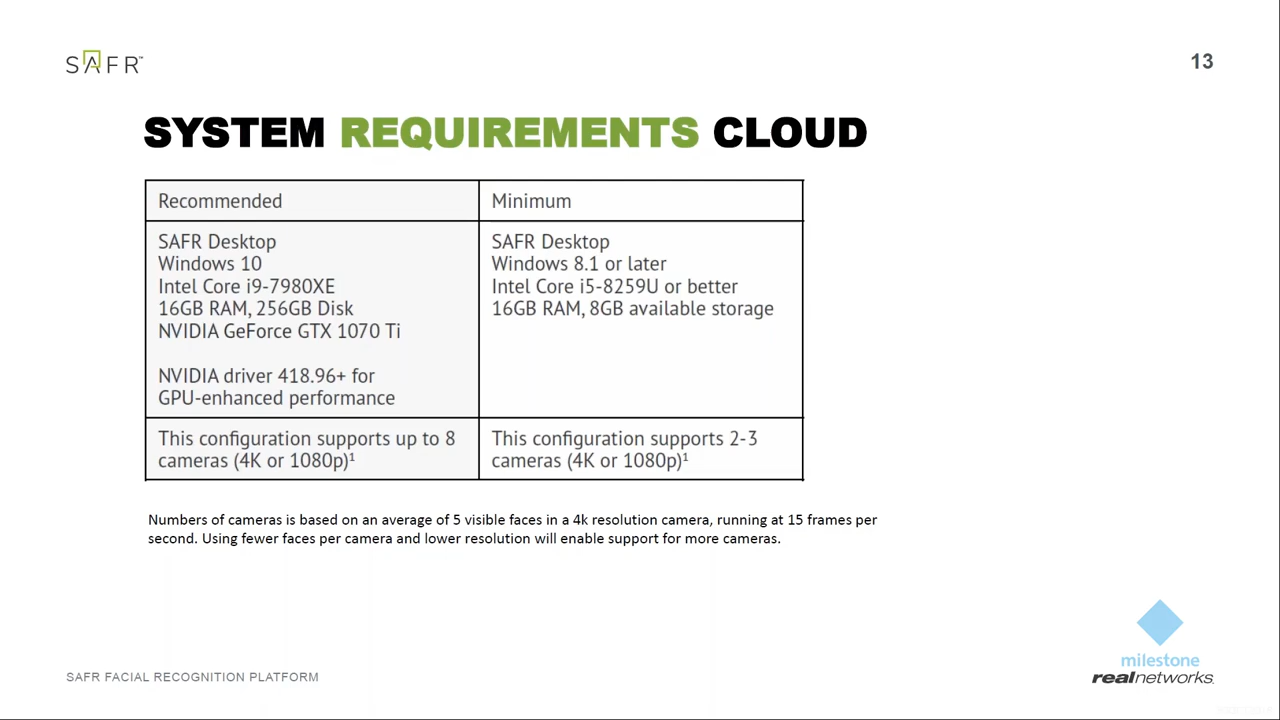 SAFR™
13
SYSTEM REQUIREMENTS CLOUD
Recommended
Minimum
SAFR Desktop
Windows 10
Intel Core i9-7980XE
16GB RAM, 256GB Disk
NVIDIA GeForce GTX 1070 Ti
NVIDIA driver 418.96+ for
GPU-enhanced performance
SAFR Desktop
Windows 8.1 or later
Intel Core i5-8259U or better
16GB RAM, 8GB available storage
This configuration supports up to 8
cameras (4K or 1080p)¹
This configuration supports 2-3
cameras (4K or 1080p)¹
Numbers of cameras is based on an average of 5 visible faces in a 4k resolution camera, running at 15 frames per
second. Using fewer faces per camera and lower resolution will enable support for more cameras.
SAFR FACIAL RECOGNITION PLATFORM
milestone
realnetworks.